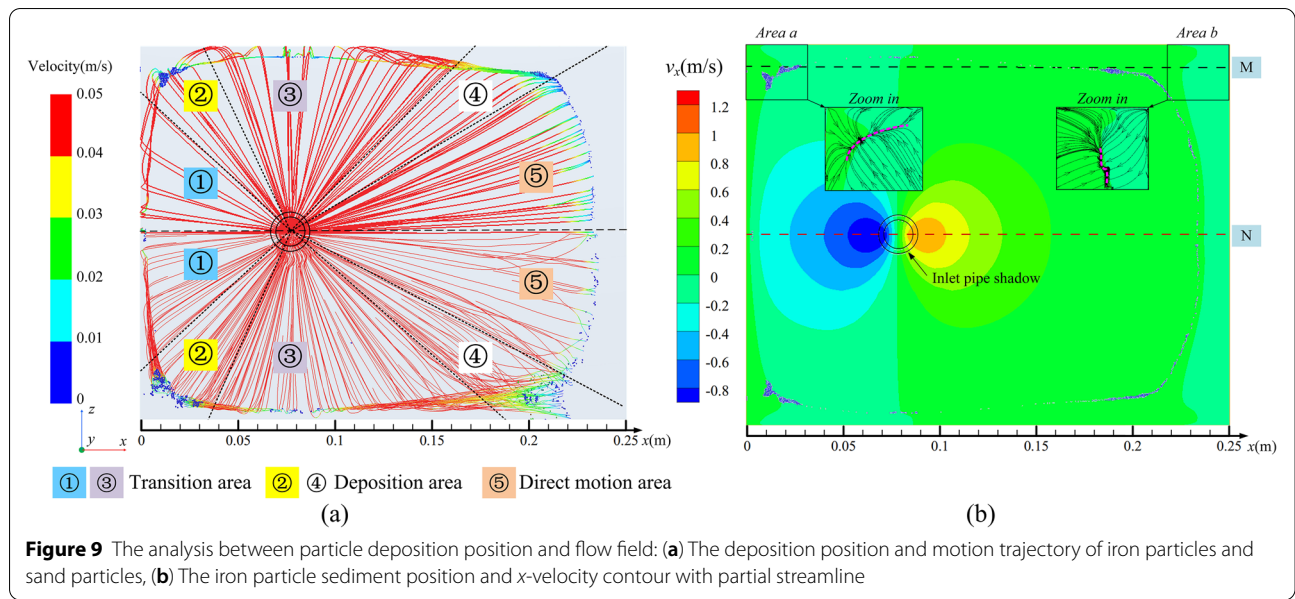 Velocity(m/s)
0.05
0.04
0.03
0.02
0.01
0
z
y
x
②
③
④
①
⑤
①
⑤
②
③
④
0
0.05
0.1
0.15
0.2
0.25 x(m)
① ③ Transition area
② ④ Deposition area
⑤ Direct motion area
(a)
Area a
Area b
vx(m/s)
1.2
1
0.8
0.6
0.4
0.2
0
-0.2
-0.4
-0.6
-0.8
M
Zoom in
Zoom in
N
Inlet pipe shadow
0
0.05
0.1
0.15
0.2
0.25 x(m)
(b)
Figure 9 The analysis between particle deposition position and flow field: (a) The deposition position and motion trajectory of iron particles and
sand particles, (b) The iron particle sediment position and x-velocity contour with partial streamline